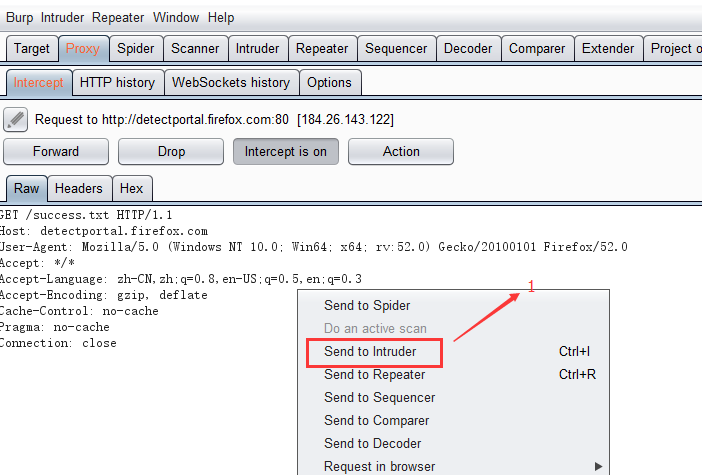 Burp Intruder Repeater Window Help
Target Proxy Spider Scanner Intruder Repeater Sequencer Decoder Comparer Extender Project o
Intercept HTTP history WebSockets history Options
Request to http://detectportal.firefox.com:80 [184.26.143.122]
Forward Drop Intercept is on Action
Raw Headers Hex
GET /success.txt HTTP/1.1
Host: detectportal.firefox.com
User-Agent: Mozilla/5.0 (Windows NT 10.0; Win64; x64; rv:52.0) Gecko/20100101 Firefox/52.0
Accept: */*
Accept-Language: zh-CN,zh;q=0.8,en-US;q=0.5,en;q=0.3
Accept-Encoding: gzip, deflate
Cache-Control: no-cache
Pragma: no-cache
Connection: close
1
Send to Spider
Do an active scan
Send to Intruder Ctrl+I
Send to Repeater Ctrl+R
Send to Sequencer
Send to Comparer
Send to Decoder
Request in browser